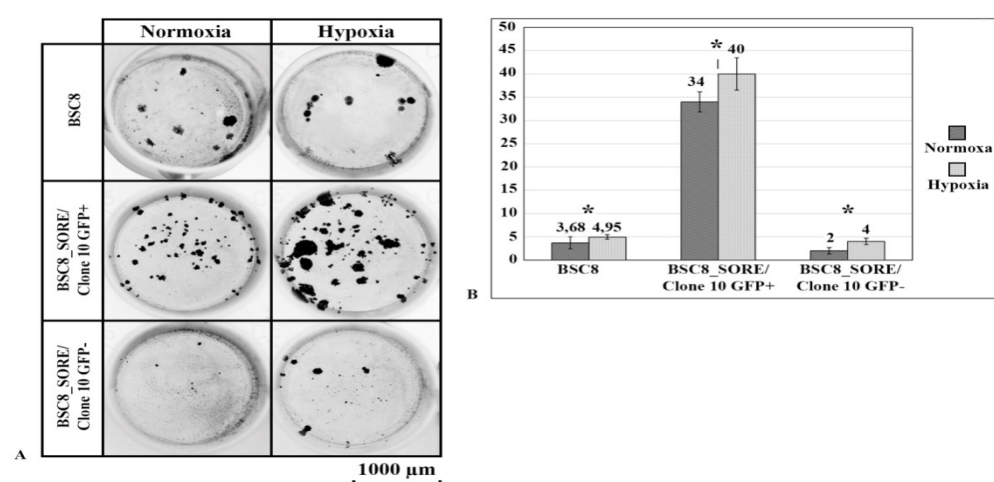 Normoxia Hypoxia
BSC8
BSC8_SORE/
Clone 10 GFP+
BSC8_SORE/
Clone 10 GFP-
A
1000 µm
50
45
40
35
30
25
20
15
10
5
0
* 40
34
*
3,68 4,95
*
2 4
BSC8
BSC8_SORE/
Clone 10 GFP+
BSC8_SORE/
Clone 10 GFP-
Normoxa
Hypoxia
B